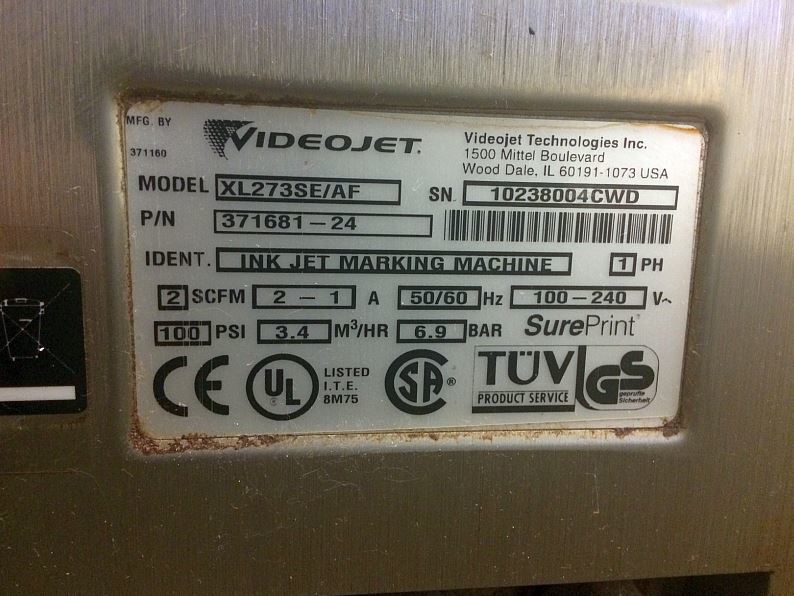 MFG. BY
371160
VIDEOJET.
Videojet Technologies Inc.
1500 Mittel Boulevard
Wood Dale, IL 60191-1073 USA
MODEL XL273SE/AF SN 10238004CWD
P/N 371681-24
IDENT. INK JET MARKING MACHINE 1 PH
2 SCFM 2 - 1 A 50/60 Hz 100-240 V~
100 PSI 3.4 M³/HR 6.9 BAR SurePrint
CE
UL
LISTED
I.T.E.
8M75
SA ®
TÜV
PRODUCT SERVICE
GS
geprüfte
Sicherheit